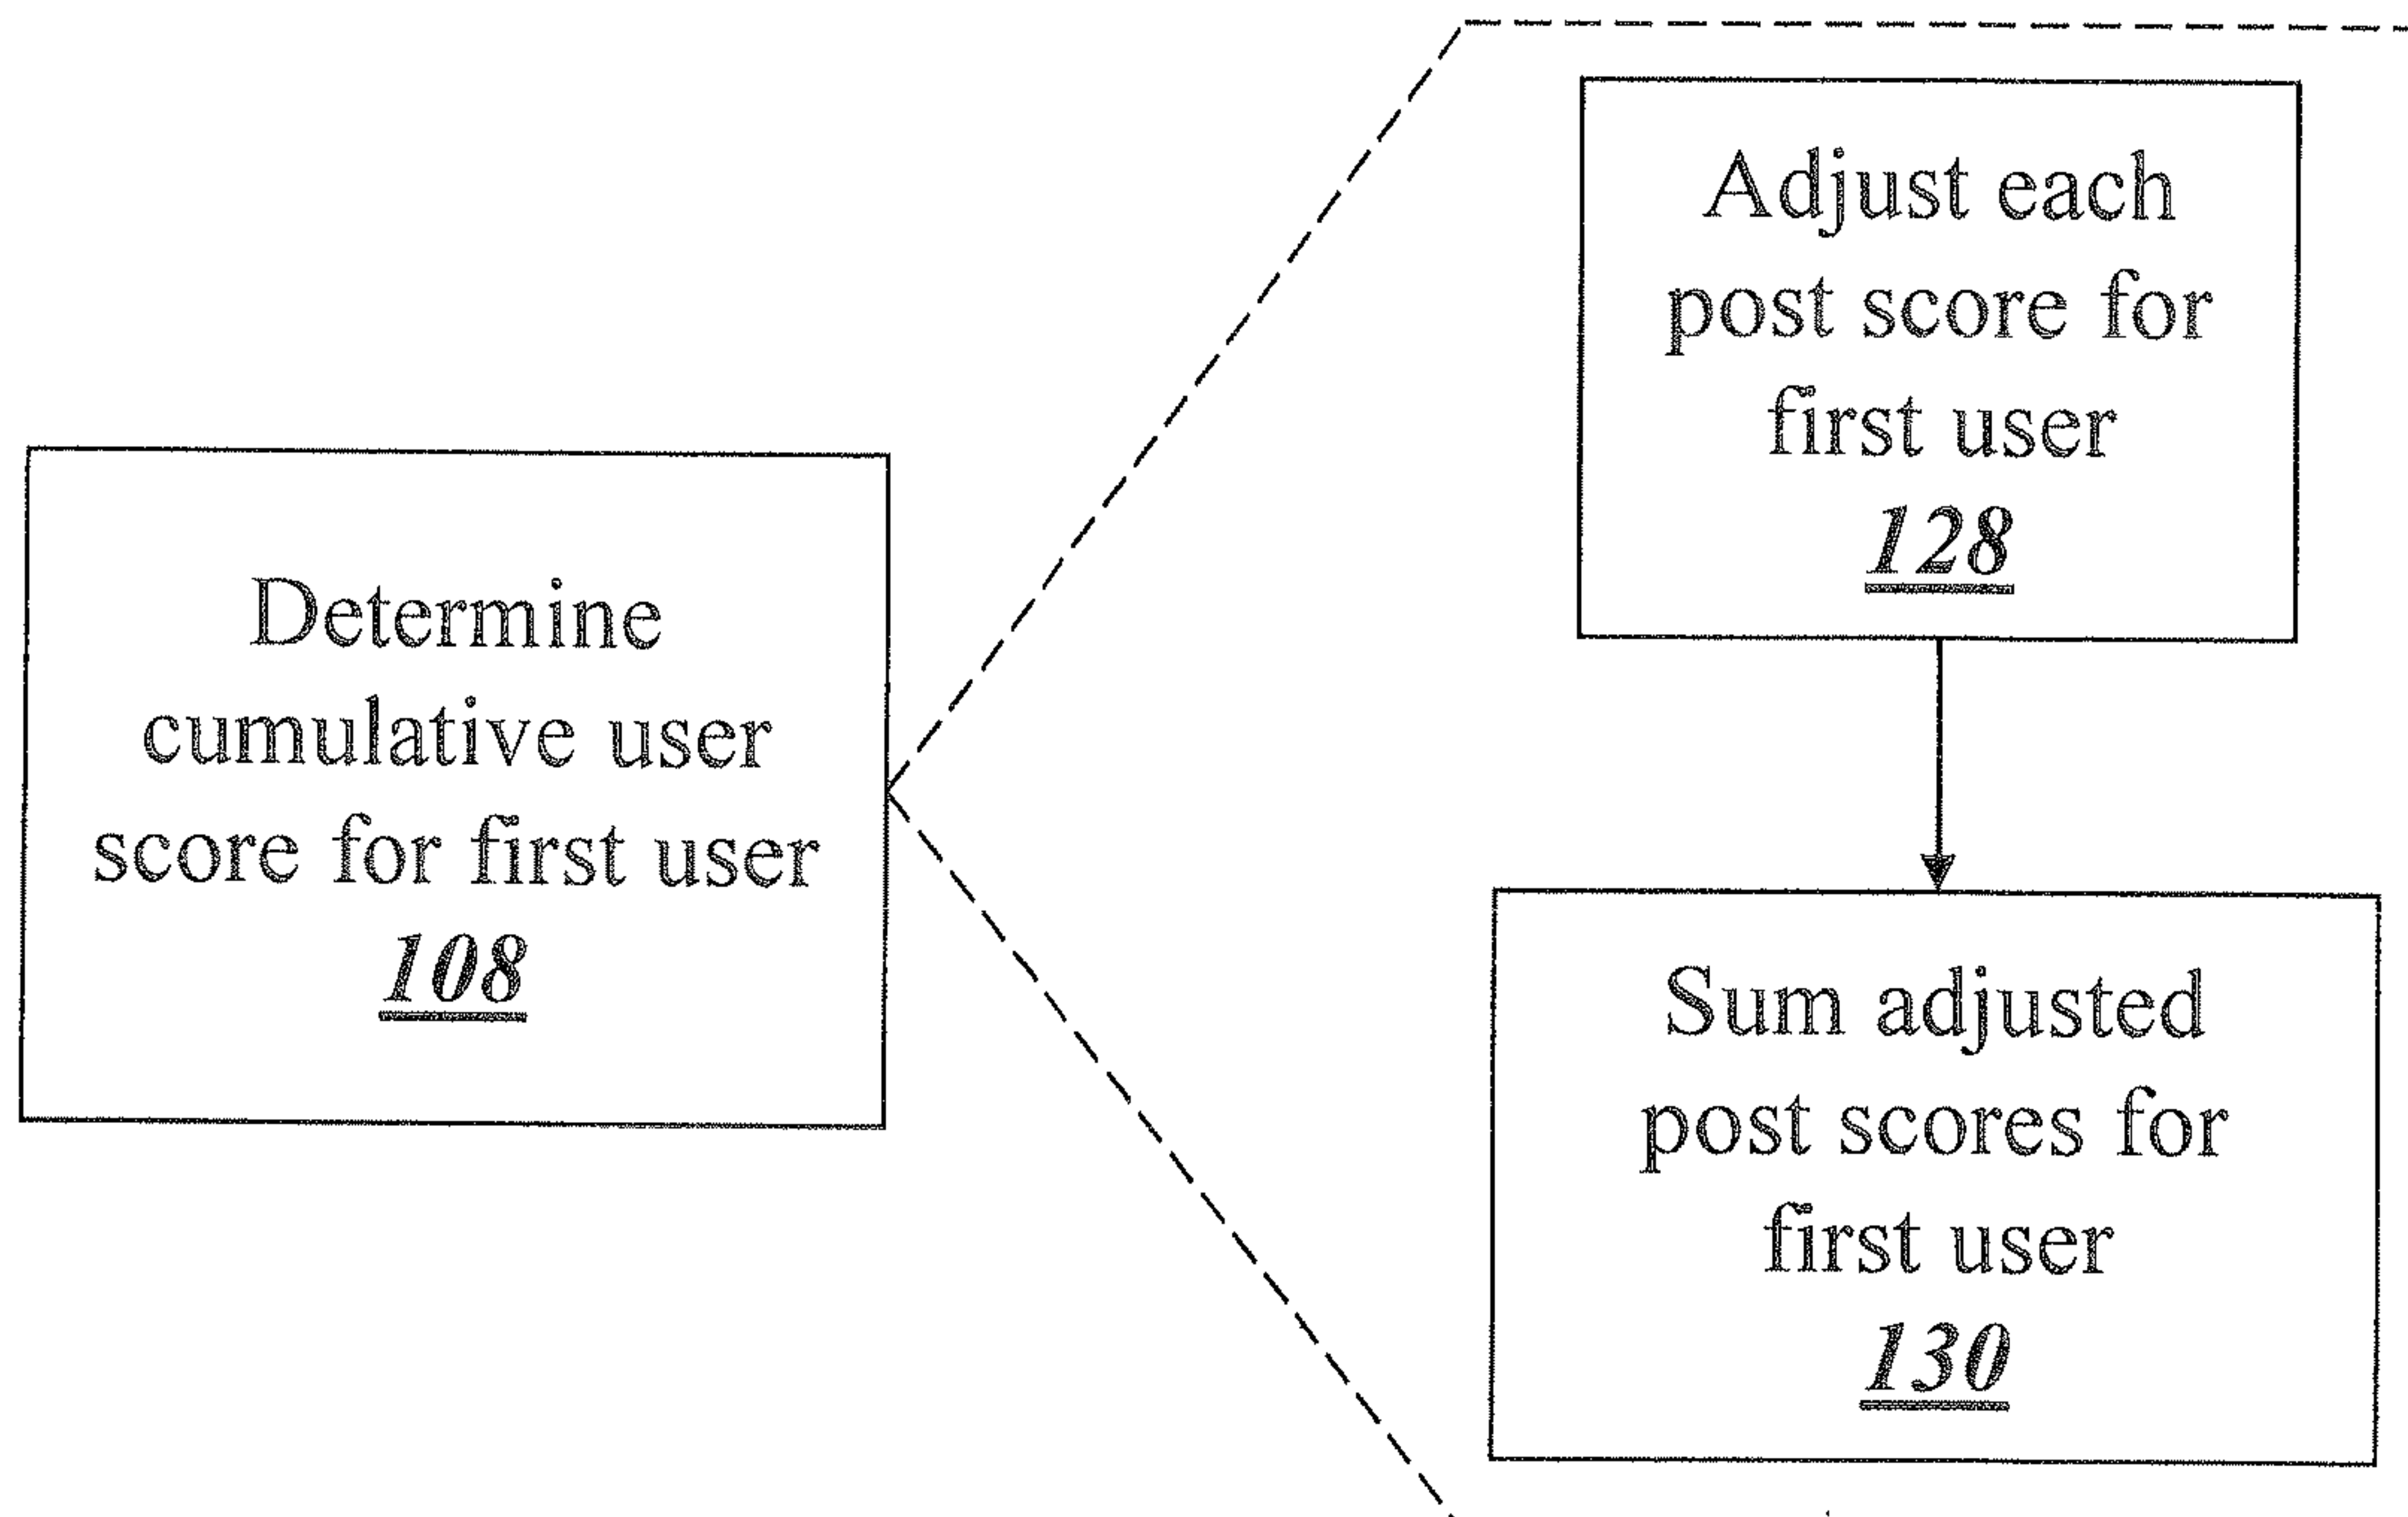 Determine
cumulative user
score for first user
108
Adjust each
post score for
first user
128
Sum adjusted
post scores for
first user
130